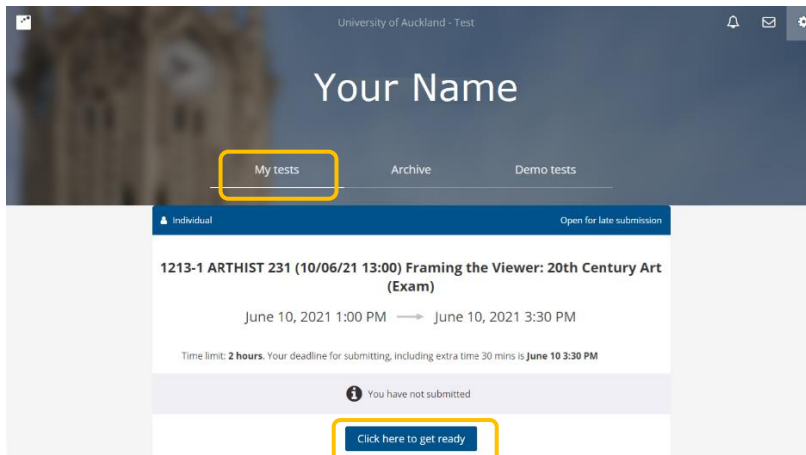 University of Auckland - Test
Your Name
My tests Archive Demo tests
Individual Open for late submission
1213-1 ARTHIST 231 (10/06/21 13:00) Framing the Viewer: 20th Century Art
(Exam)
June 10, 2021 1:00 PM June 10, 2021 3:30 PM
Time limit: 2 hours. Your deadline for submitting, including extra time 30 mins is June 10 3:30 PM
You have not submitted
Click here to get ready